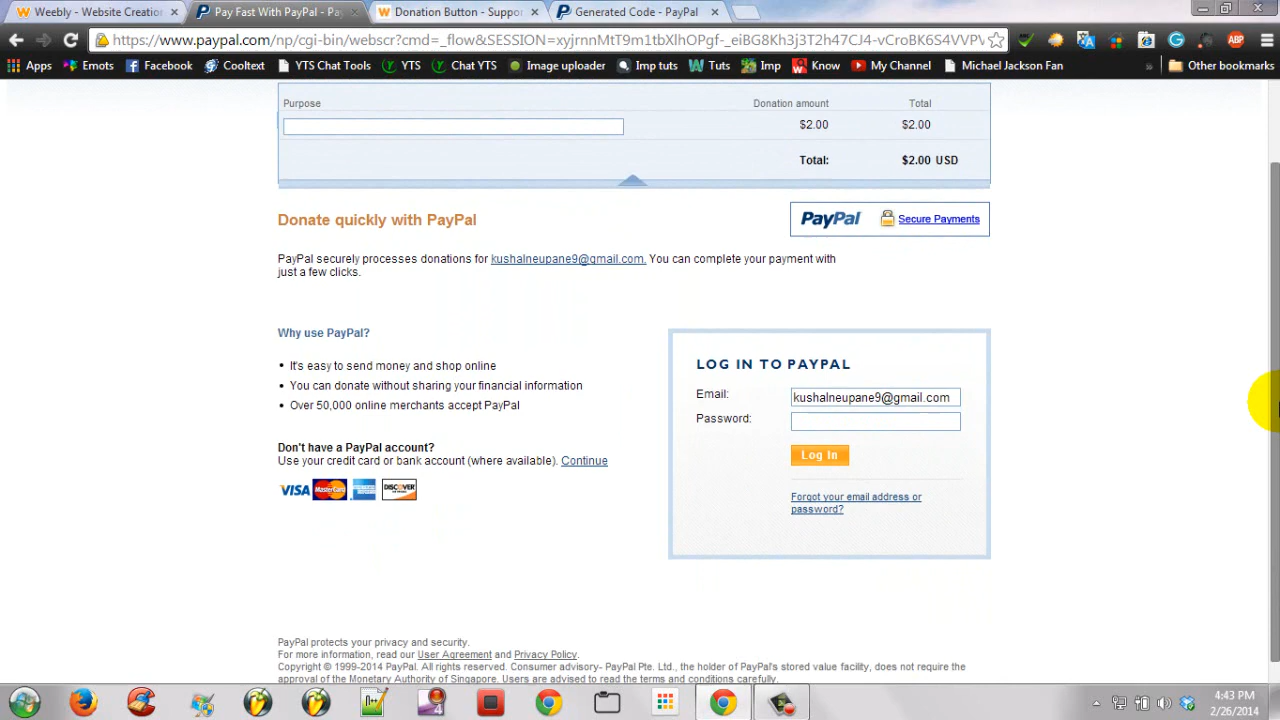 Weebly - Website Creation
Pay Fast With PayPal - Pay
Donation Button - Suppo
Generated Code - PayPal
https://www.paypal.com/np/cgi-bin/webscr?cmd=_flow&SESSION=
Apps
Emots
Facebook
Cooltext
YTS Chat Tools
YTS
Chat YTS
Image uploader
Imp tuts
Tuts
Imp
Know
My Channel
Michael Jackson Fan
»
Other bookmarks
ABP
Purpose Donation amount Total
$2.00 $2.00
Total: $2.00 USD
Donate quickly with PayPal
PayPal Secure Payments
PayPal securely processes donations for kushalneupane9@gmail.com. You can complete your payment with
just a few clicks.
Why use PayPal?
• It's easy to send money and shop online
• You can donate without sharing your financial information
• Over 50,000 online merchants accept PayPal
Don't have a PayPal account?
Use your credit card or bank account (where available). Continue
VISA MasterCard DISCOVER
LOG IN TO PAYPAL
Email: kushalneupane9@gmail.com
Password:
Log In
Forgot your email address or
password?
PayPal protects your privacy and security.
For more information, read our User Agreement and Privacy Policy.
Copyright © 1999-2014 PayPal. All rights reserved. Consumer advisory- PayPal Pte. Ltd., the holder of PayPal's stored value facility, does not require the
approval of the Monetary Authority of Singapore. Users are advised to read the terms and conditions carefully.
4
4:43 PM
2/26/2014